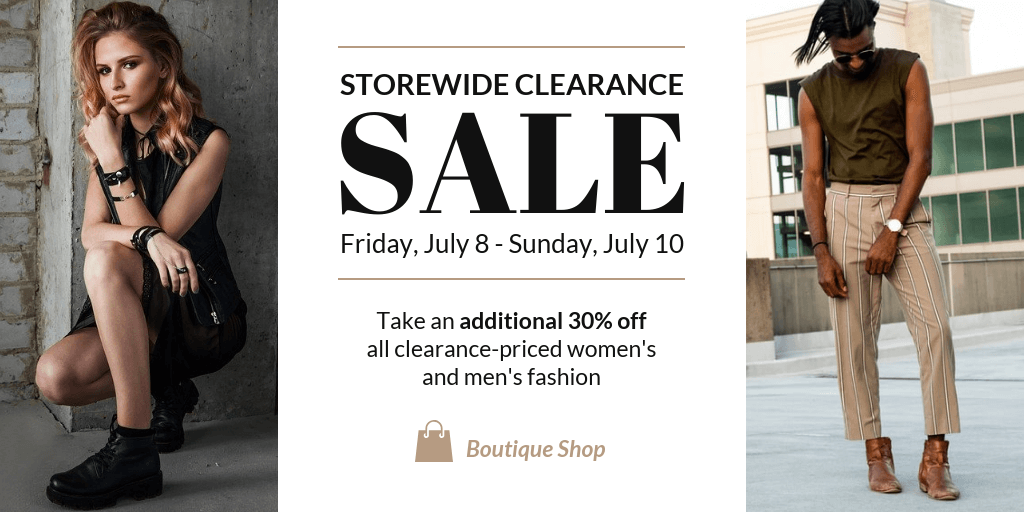 STOREWIDE CLEARANCE
SALE
Friday, July 8 - Sunday, July 10
Take an additional 30% off
all clearance-priced women's
and men's fashion
Boutique Shop